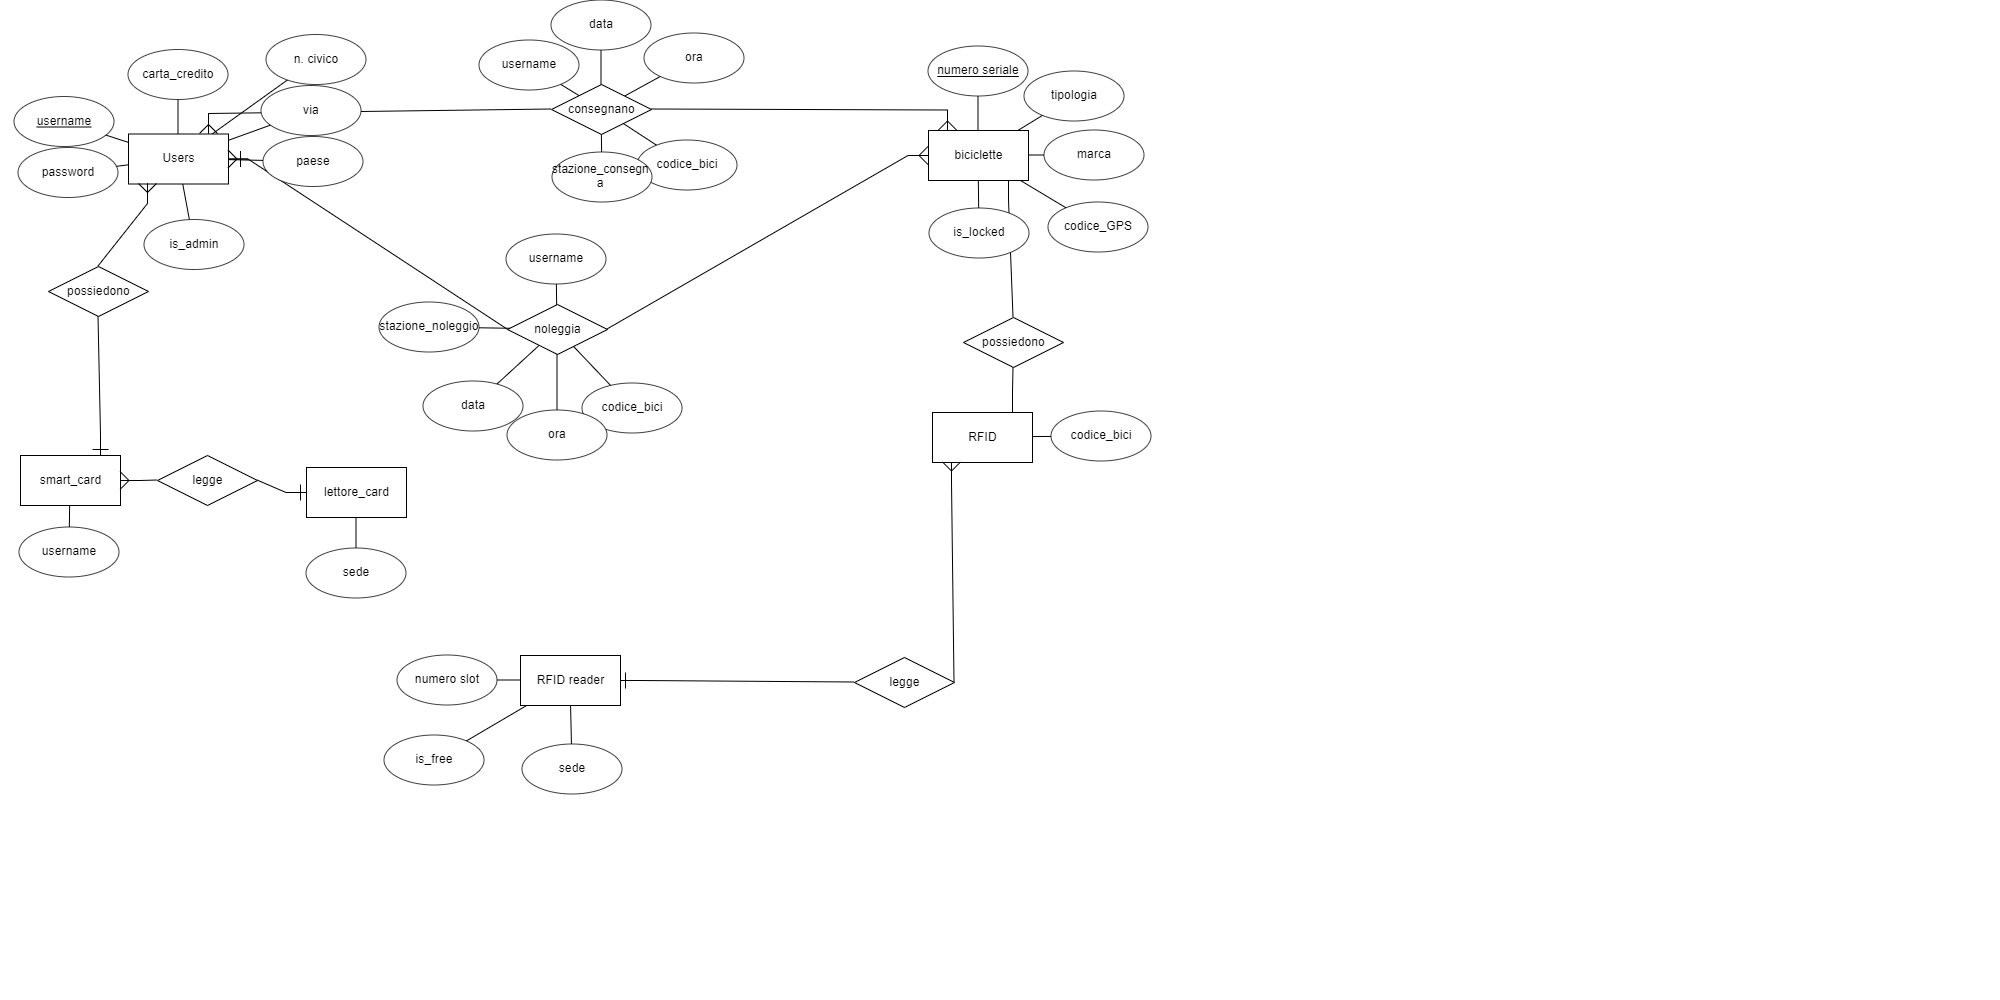 data
n. civico
ora
username
carta_credito
numero seriale
tipologia
via
consegnano
username
Users
paese
password
biciclette
marca
stazione_consegn
a
codice_bici
is_admin
is_locked
codice_GPS
username
possiedono
stazione_noleggio
noleggia
possiedono
data
codice_bici
ora
RFID
codice_bici
smart_card
legge
lettore_card
username
sede
numero slot
RFID reader
legge
is_free
sede